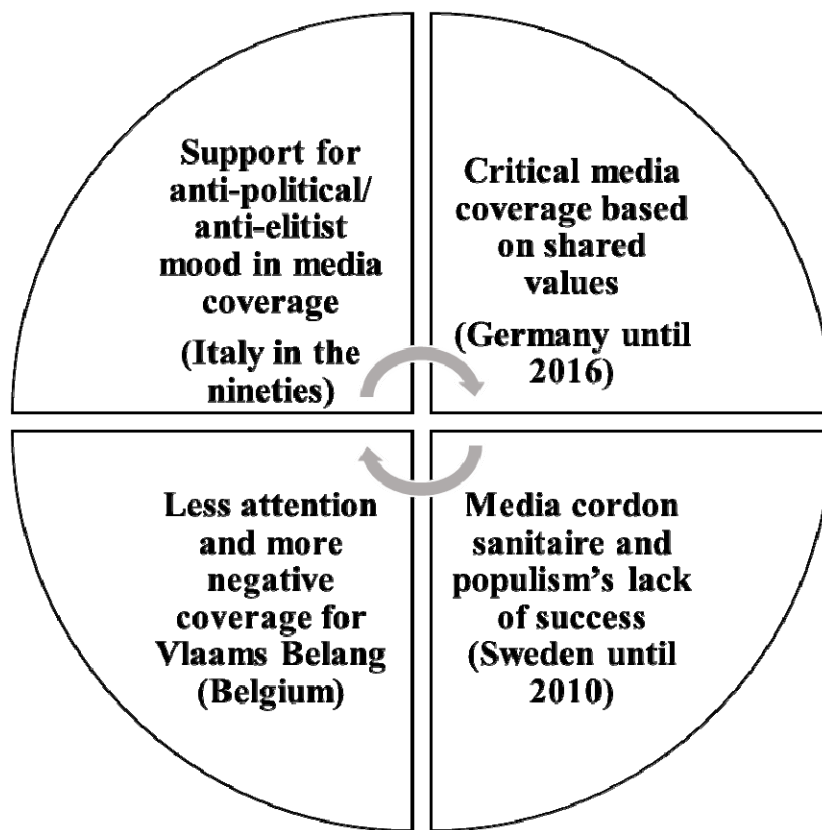 Support for
anti-political/
anti-elitist
mood in media
coverage
(Italy in the
nineties)
Critical media
coverage based
on shared
values
(Germany until
2016)
Less attention
and more
negative
coverage for
Vlaams Belang
(Belgium)
Media cordon
sanitaire and
populism's lack
of success
(Sweden until
2010)